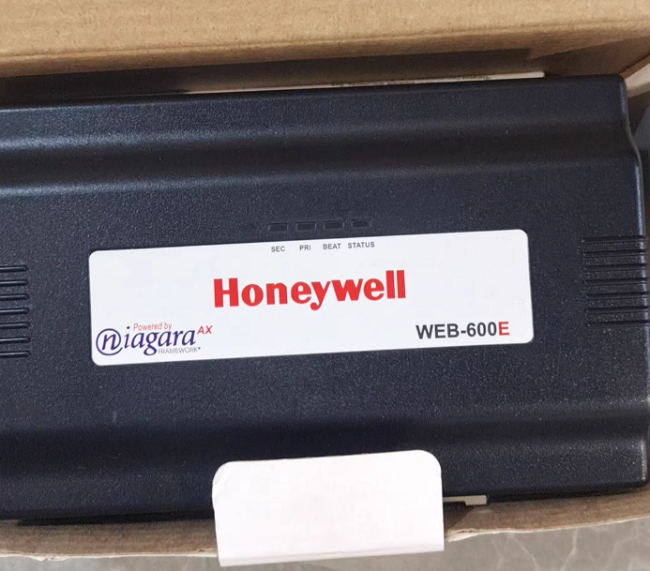 SEC PRI BEAT STATUS
Honeywell
Powered by
niagara AX
FRAMEWORK®
WEB-600E